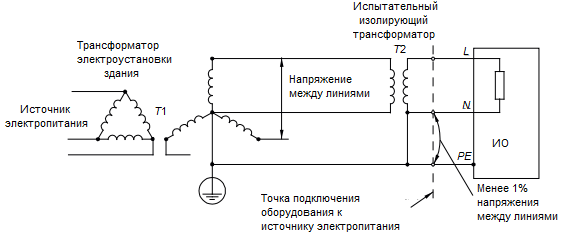 Испытательный
изолирующий
трансформатор
T2
L
Трансформатор
электроустановки
здания
Напряжение
между линиями
Источник
электропитания
T1
N
ИО
PE
Точка подключения
оборудования к
источнику электропитания
Менее 1%
напряжения
между линиями